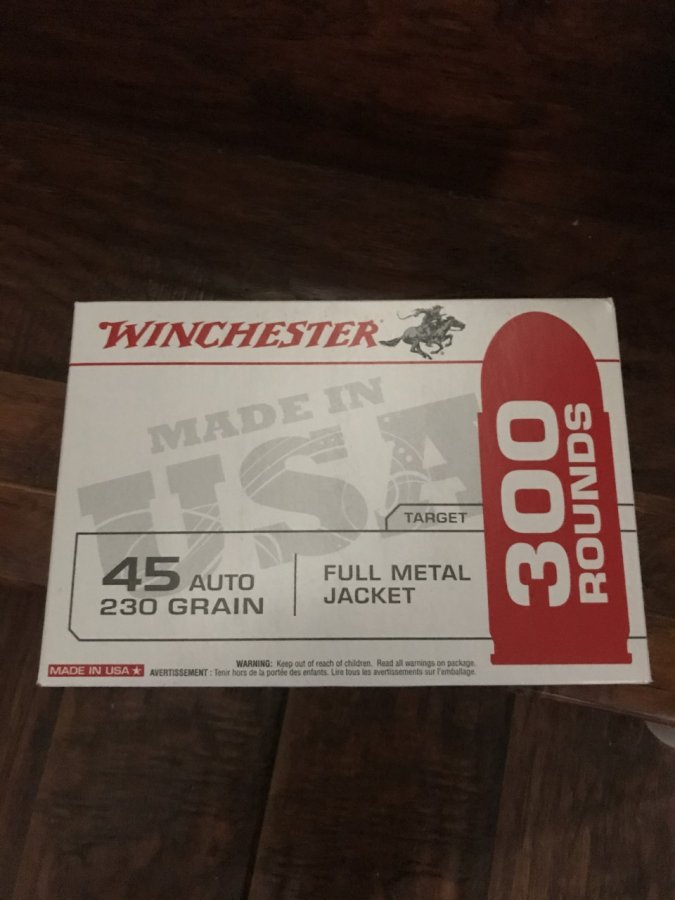 WINCHESTER
MADE IN
USA
TARGET
45 AUTO
230 GRAIN
FULL METAL
JACKET
300
ROUNDS
MADE IN USA ★
WARNING: Keep out of reach of children. Read all warnings on package.
AVERTISSEMENT : Tenir hors de la portée des enfants. Lire tous les avertissements sur l'emballage.